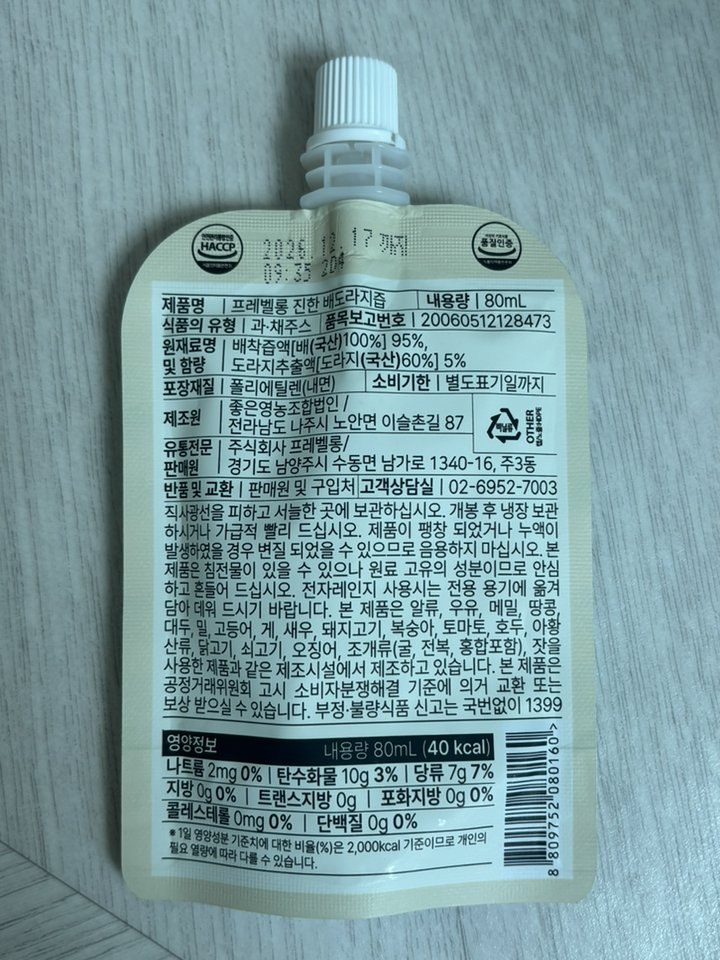 HACCP
품질인증
2026.12.17 까지
09:35 2D4
제품명 | 프레벨롱 진한 배도라지즙 | 내용량 | 80mL
식품의 유형 | 과·채주스 | 품목보고번호 | 20060512128473
원재료명 및 함량 | 배착즙액[배(국산)100%] 95%,
도라지추출액[도라지(국산)60%] 5%
포장재질 | 폴리에틸렌(내면) | 소비기한 | 별도표기일까지
제조원 | 좋은영농조합법인 /
전라남도 나주시 노안면 이슬촌길 87
비닐류
OTHER
유통전문판매원 | 주식회사 프레벨롱/
경기도 남양주시 수동면 남가로 1340-16, 주3동
반품 및 교환 | 판매원 및 구입처 | 고객상담실 | 02-6952-7003
직사광선을 피하고 서늘한 곳에 보관하십시오. 개봉 후 냉장 보관
하시거나 가급적 빨리 드십시오. 제품이 팽창 되었거나 누액이
발생하였을 경우 변질 되었을 수 있으므로 음용하지 마십시오. 본
제품은 침전물이 있을 수 있으나 원료 고유의 성분이므로 안심
하고 흔들어 드십시오. 전자레인지 사용시는 전용 용기에 옮겨
담아 데워 드시기 바랍니다. 본 제품은 알류, 우유, 메밀, 땅콩,
대두, 밀, 고등어, 게, 새우, 돼지고기, 복숭아, 토마토, 호두, 아황
산류, 닭고기, 쇠고기, 오징어, 조개류(굴, 전복, 홍합포함), 잣을
사용한 제품과 같은 제조시설에서 제조하고 있습니다. 본 제품은
공정거래위원회 고시 소비자분쟁해결 기준에 의거 교환 또는
보상 받으실 수 있습니다. 부정·불량식품 신고는 국번없이 1399
영양정보 내용량 80mL (40 kcal)
나트륨 2mg 0% | 탄수화물 10g 3% | 당류 7g 7%
지방 0g 0% | 트랜스지방 0g | 포화지방 0g 0%
콜레스테롤 0mg 0% | 단백질 0g 0%
※ 1일 영양성분 기준치에 대한 비율(%)은 2,000kcal 기준이므로 개인의
필요 열량에 따라 다를 수 있습니다.
8 809752 080160 >